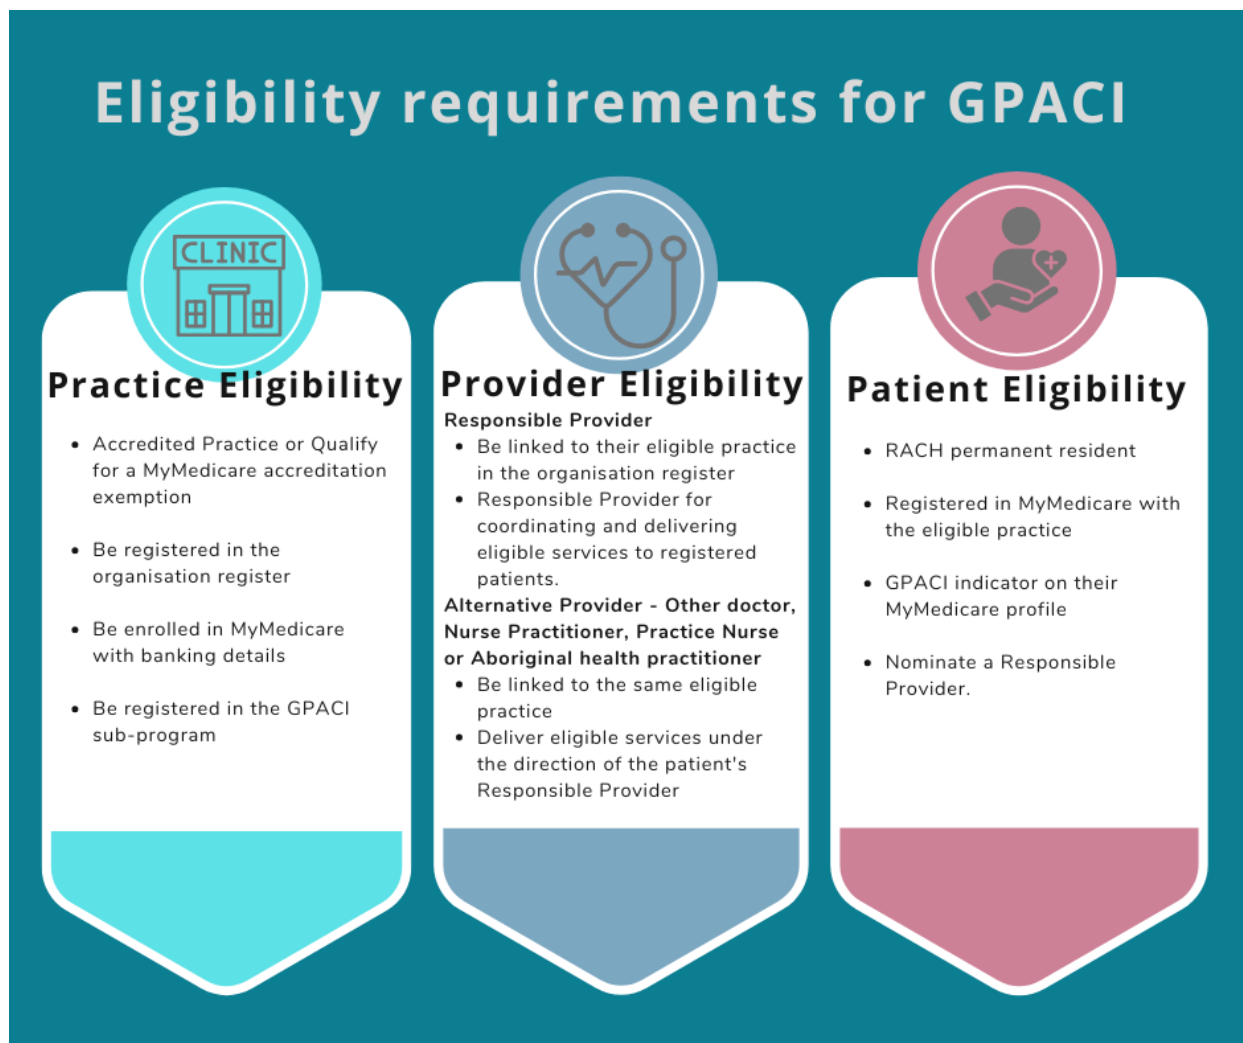 Eligibility requirements for GPACI
CLINIC
Practice Eligibility
• Accredited Practice or Qualify
for a MyMedicare accreditation
exemption
• Be registered in the
organisation register
• Be enrolled in MyMedicare
with banking details
• Be registered in the GPACI
sub-program
Provider Eligibility
Responsible Provider
• Be linked to their eligible practice
in the organisation register
• Responsible Provider for
coordinating and delivering
eligible services to registered
patients.
Alternative Provider - Other doctor,
Nurse Practitioner, Practice Nurse
or Aboriginal health practitioner
• Be linked to the same eligible
practice
• Deliver eligible services under
the direction of the patient's
Responsible Provider
Patient Eligibility
• RACH permanent resident
• Registered in MyMedicare with
the eligible practice
• GPACI indicator on their
MyMedicare profile
• Nominate a Responsible
Provider.